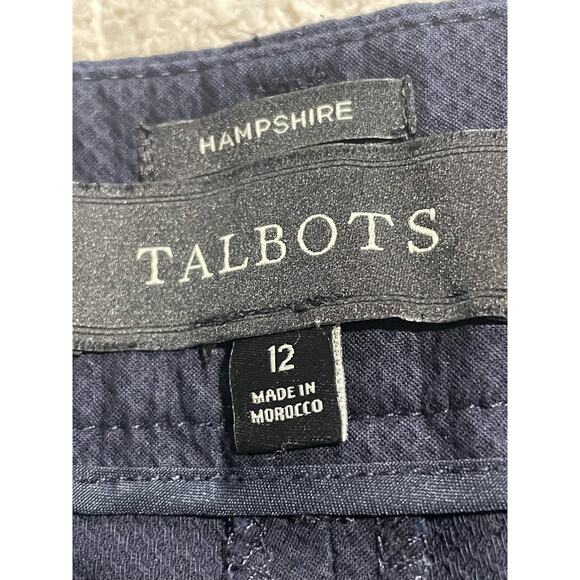 HAMPSHIRE
TALBOTS
12
MADE IN
MOROCCO